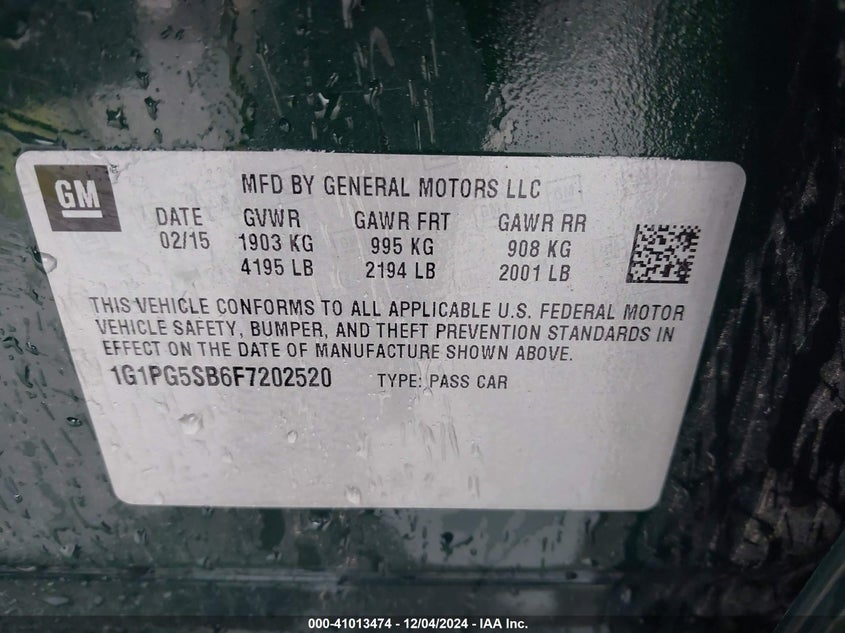 GM
MFD BY GENERAL MOTORS LLC
DATE GVWR GAWR FRT GAWR RR
02/15 1903 KG 995 KG 908 KG
4195 LB 2194 LB 2001 LB
THIS VEHICLE CONFORMS TO ALL APPLICABLE U.S. FEDERAL MOTOR
VEHICLE SAFETY, BUMPER, AND THEFT PREVENTION STANDARDS IN
EFFECT ON THE DATE OF MANUFACTURE SHOWN ABOVE.
1G1PG5SB6F7202520 TYPE: PASS CAR
000-41013474 - 12/04/2024 - IAA Inc.